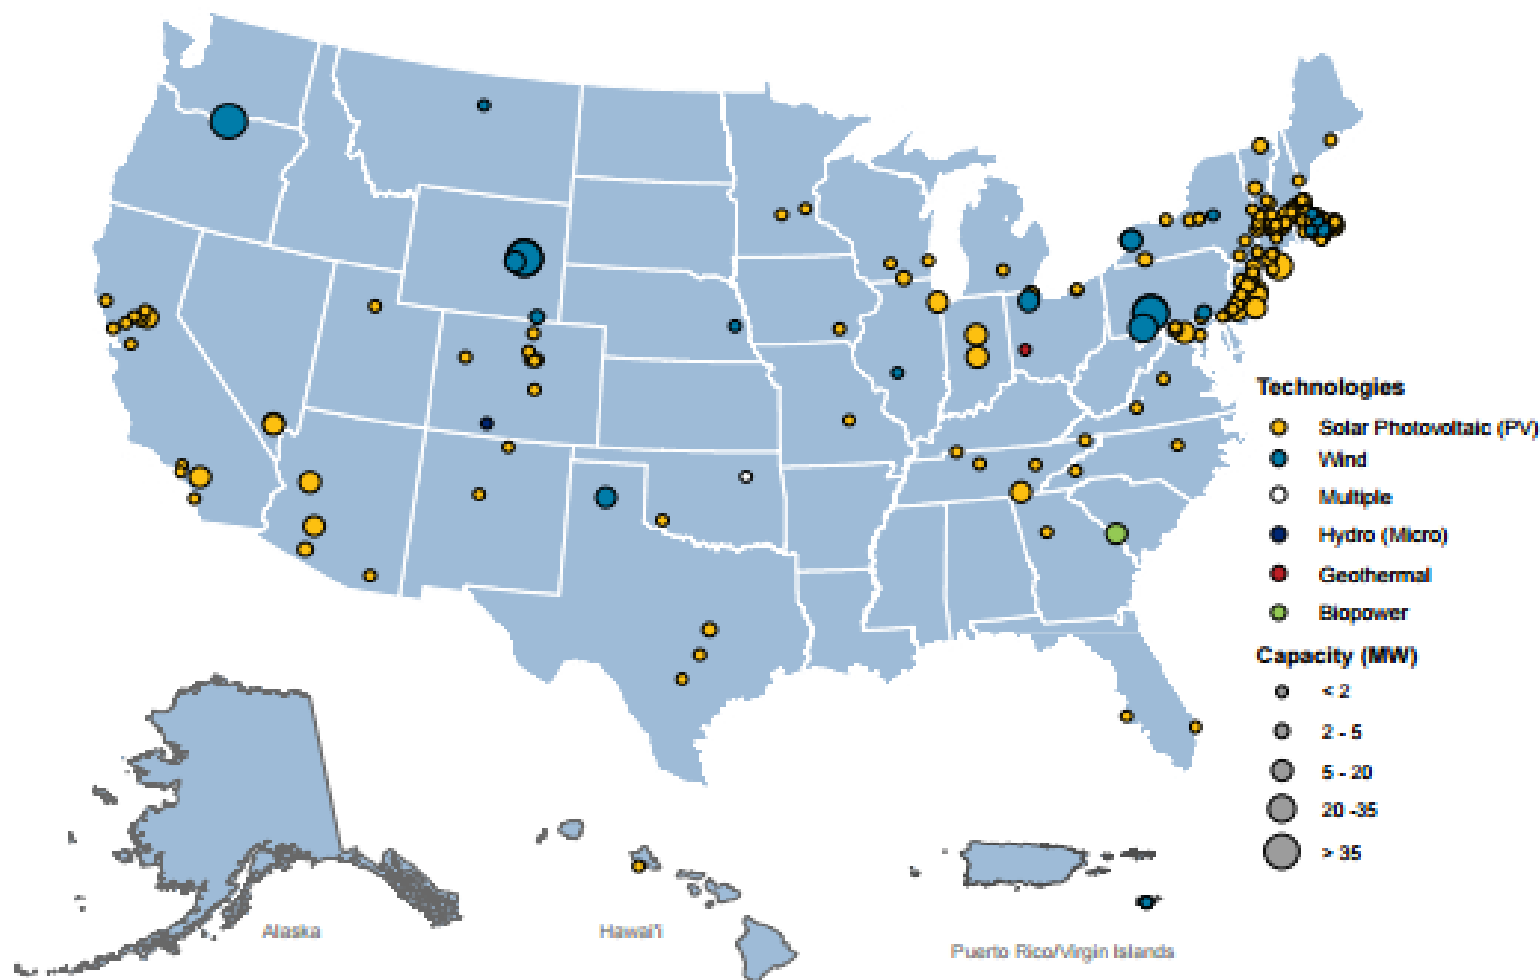 Technologies
Solar Photovoltaic (PV)
Wind
Multiple
Hydro (Micro)
Geothermal
Biopower
Capacity (MW)
< 2
2 - 5
5 - 20
20 -35
> 35
Alaska
Hawai'i
Puerto Rico/Virgin Islands